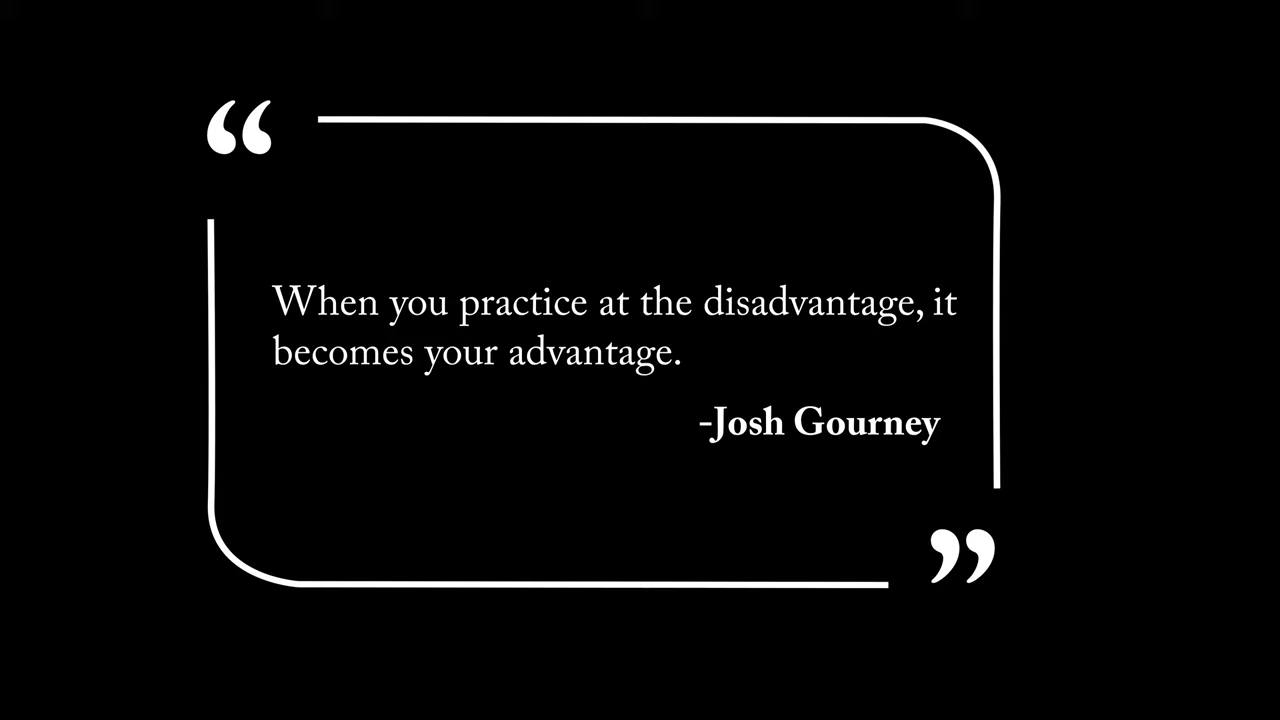 “
When you practice at the disadvantage, it
becomes your advantage.
-Josh Gourney
”